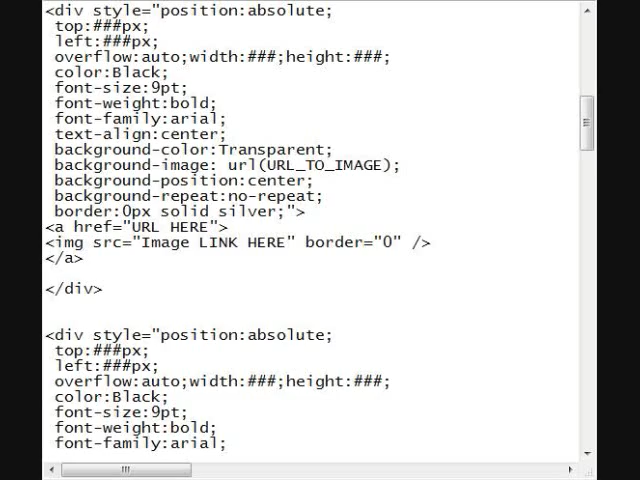 <div style="position:absolute;
top:###px;
left:###px;
overflow:auto;width:###;height:###;
color:Black;
font-size:9pt;
font-weight:bold;
font-family:arial;
text-align:center;
background-color:Transparent;
background-image: url(URL_TO_IMAGE);
background-position:center;
background-repeat:no-repeat;
border:0px solid silver;">
<a href="URL HERE">
<img src="Image LINK HERE" border="0" />
</a>
</div>
<div style="position:absolute;
top:###px;
left:###px;
overflow:auto;width:###;height:###;
color:Black;
font-size:9pt;
font-weight:bold;
font-family:arial;